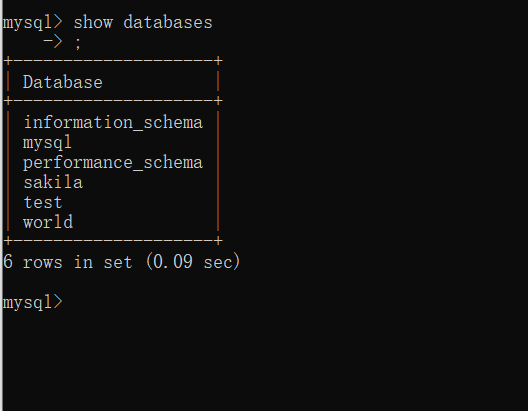 mysql> show databases
    -> ;
+--------------------+
| Database           |
+--------------------+
| information_schema |
| mysql              |
| performance_schema |
| sakila             |
| test               |
| world              |
+--------------------+
6 rows in set (0.09 sec)
mysql>